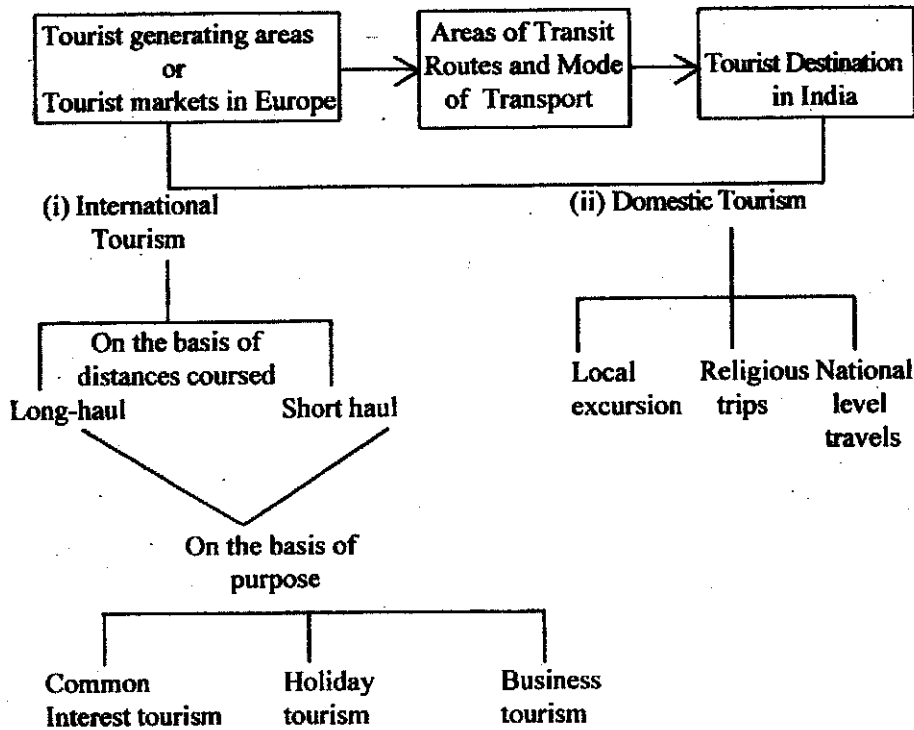 Tourist generating areas
or
Tourist markets in Europe
Areas of Transit
Routes and Mode
of Transport
Tourist Destination
in India
(i) International
Tourism
(ii) Domestic Tourism
On the basis of
distances coursed
Long-haul
Short haul
Local
excursion
Religious
trips
National
level
travels
On the basis of
purpose
Common
Interest tourism
Holiday
tourism
Business
tourism